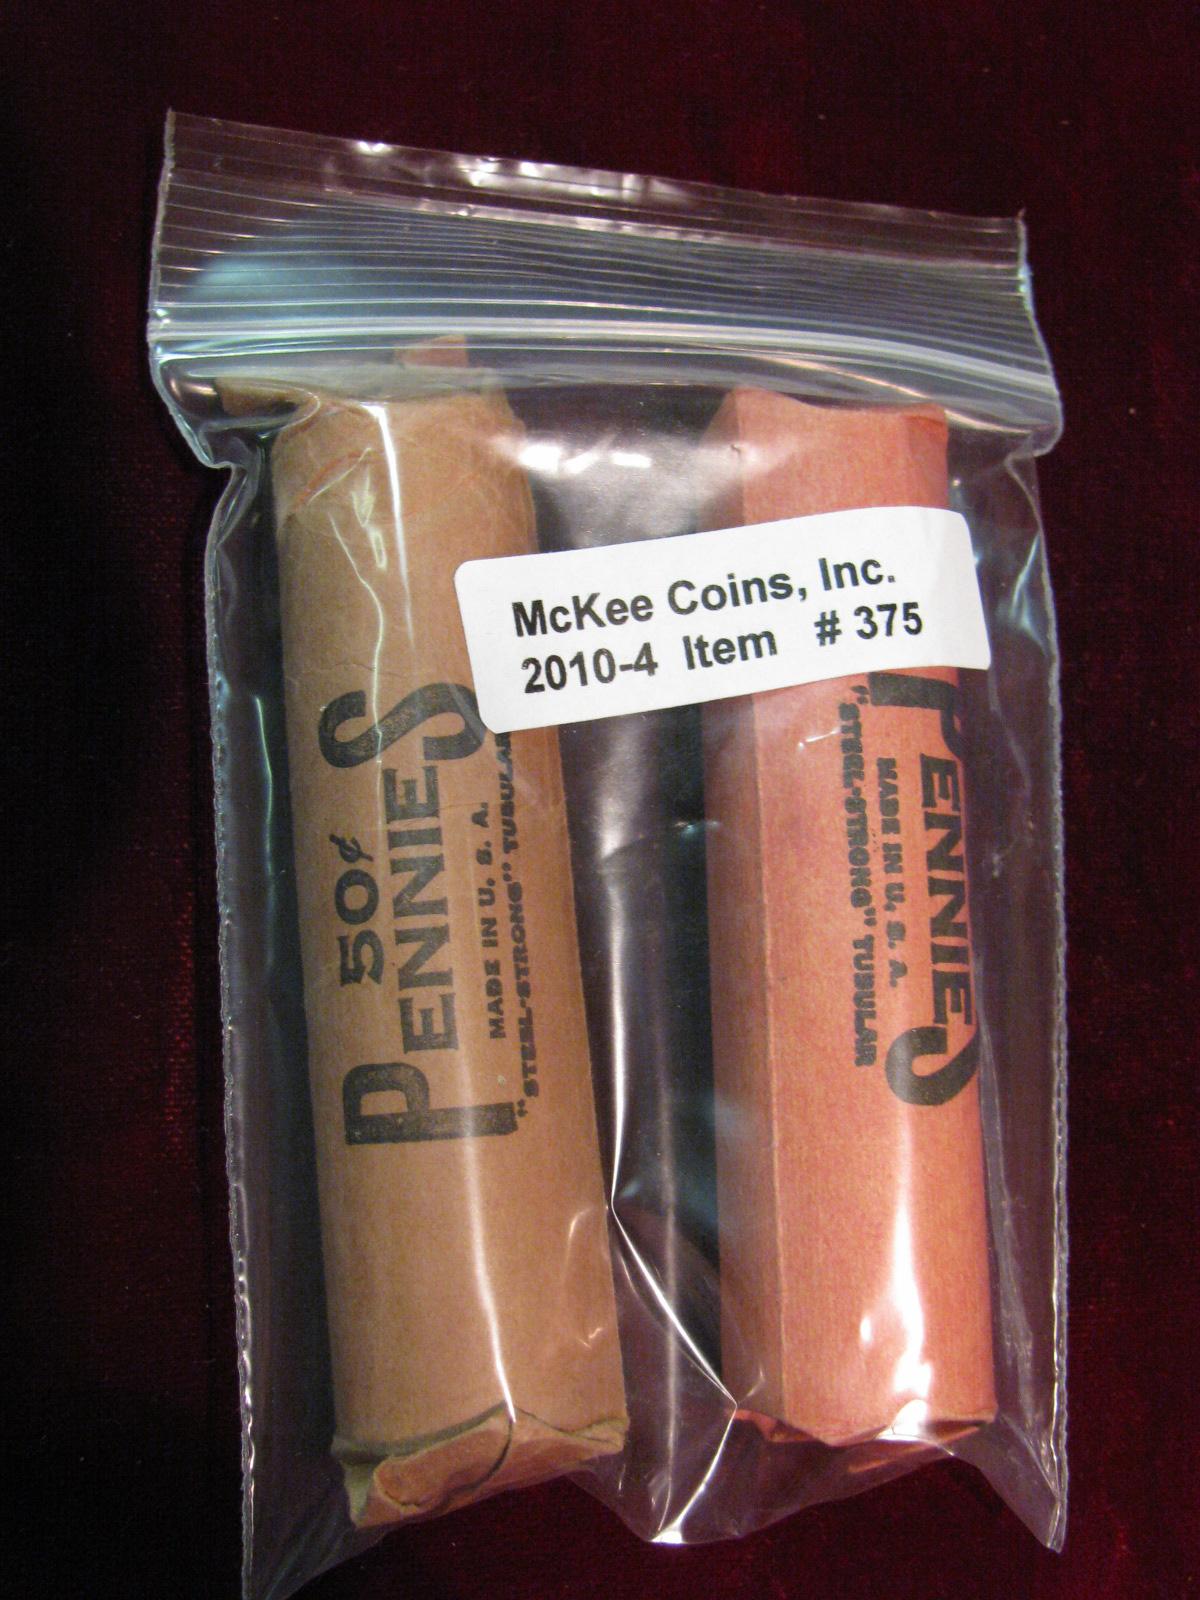 McKee Coins, Inc.
2010-4 Item # 375
50¢
PENNIES
MADE IN U. S. A.
"STEEL-STRONG" TUBULAR
PENNIES
MADE IN U. S. A.
"STEEL-STRONG" TUBULAR